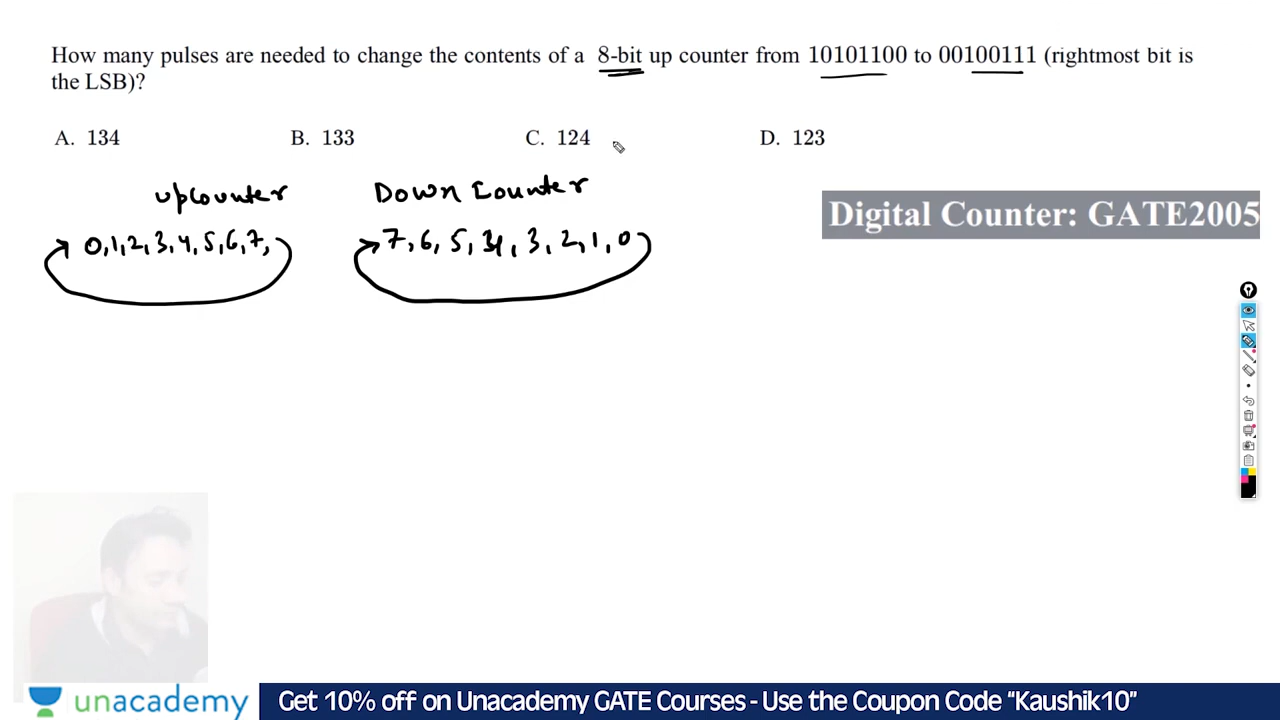 How many pulses are needed to change the contents of a 8-bit up counter from 10101100 to 00100111 (rightmost bit is
the LSB)?
A. 134 B. 133 C. 124 D. 123
upcounter Down Counter
Digital Counter: GATE2005
0,1,2,3,4,5,6,7, 7,6,5,4,3,2,1,0
unacademy Get 10% off on Unacademy GATE Courses - Use the Coupon Code “Kaushik10”